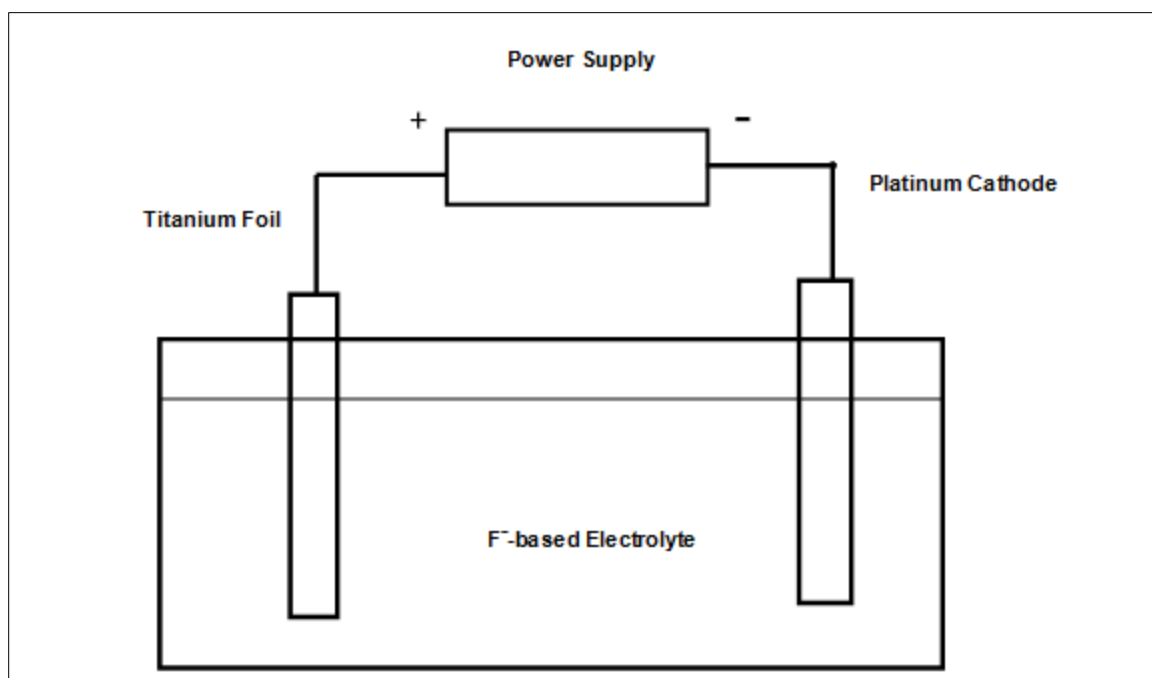 Power Supply
+ -
Platinum Cathode
Titanium Foil
F⁻-based Electrolyte